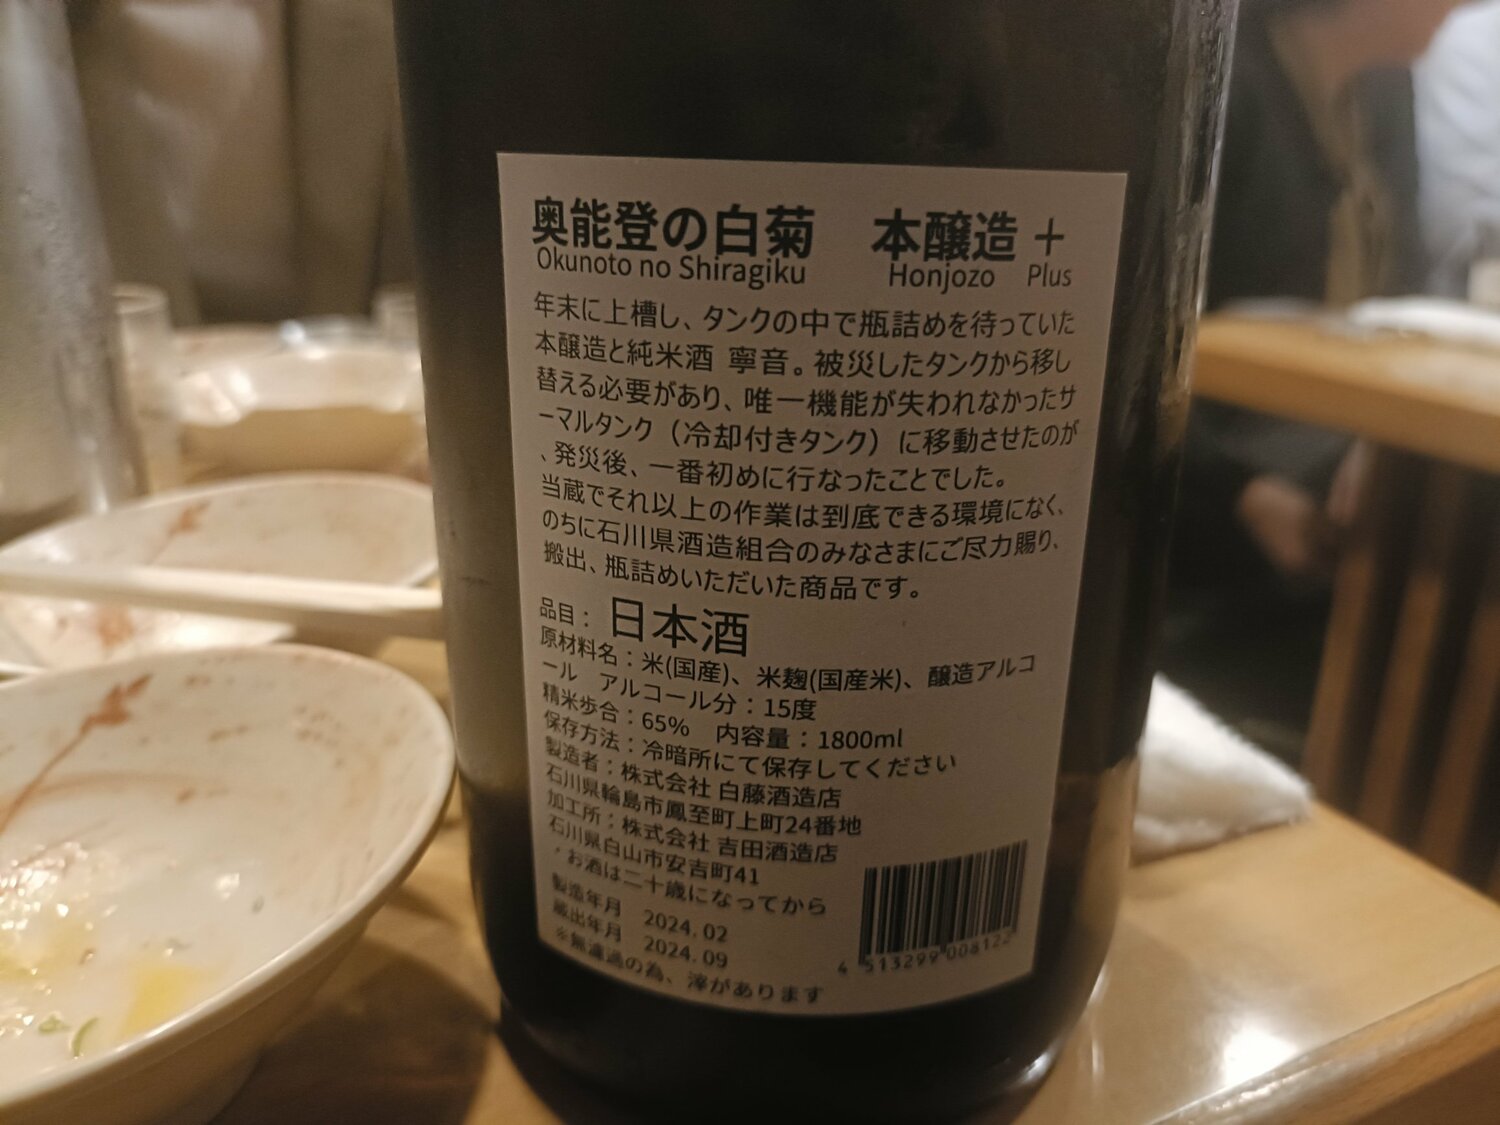 奥能登の白菊 本醸造 +
Okunoto no Shiragiku Honjozo Plus
年末に上槽し、タンクの中で瓶詰めを待っていた
本醸造と純米酒 寧音。被災したタンクから移し
替える必要があり、唯一機能が失われなかったサ
ーマルタンク（冷却付きタンク）に移動させたのが
、発災後、一番初めに行なったことでした。
当蔵でそれ以上の作業は到底できる環境になく、
のちに石川県酒造組合のみなさまにご尽力賜り、
搬出、瓶詰めいただいた商品です。
品目：日本酒
原材料名：米(国産)、米麹(国産米)、醸造アルコ
ール アルコール分：15度
精米歩合：65% 内容量：1800ml
保存方法：冷暗所にて保存してください
製造者：株式会社 白藤酒造店
石川県輪島市鳳至町上町24番地
加工所：株式会社 吉田酒造店
石川県白山市安吉町41
・お酒は二十歳になってから
製造年月 2024.02
蔵出年月 2024.09
※無濾過の為、滓があります
4 513299 008122